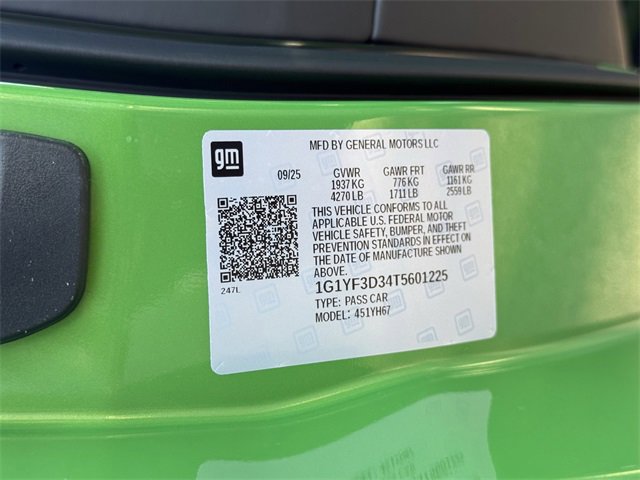 gm
MFD BY GENERAL MOTORS LLC
09/25 GVWR GAWR FRT GAWR RR
1937 KG 776 KG 1161 KG
4270 LB 1711 LB 2559 LB
THIS VEHICLE CONFORMS TO ALL
APPLICABLE U.S. FEDERAL MOTOR
VEHICLE SAFETY, BUMPER, AND THEFT
PREVENTION STANDARDS IN EFFECT ON
THE DATE OF MANUFACTURE SHOWN
ABOVE.
247L
1G1YF3D34T5601225
TYPE: PASS CAR
MODEL: 451YH67